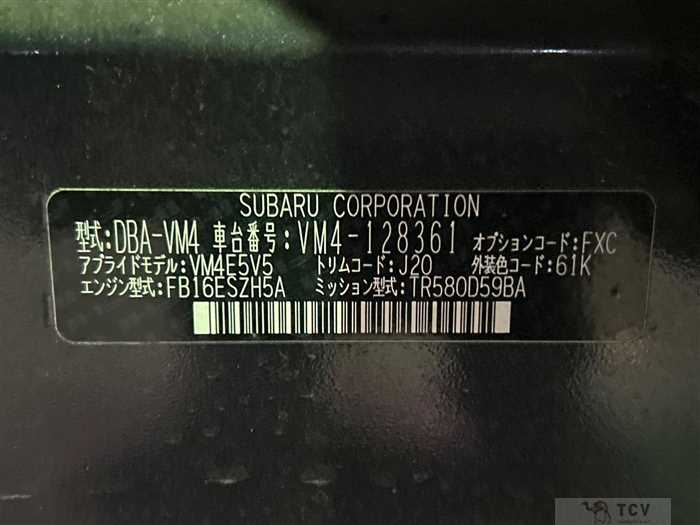 SUBARU CORPORATION
型式:DBA-VM4 車台番号:VM4-128361 オプションコード:FXC
アプライドモデル:VM4E5V5 トリムコード:J20 外装色コード:61K
エンジン型式:FB16ESZH5A ミッション型式:TR580D59BA
TCV